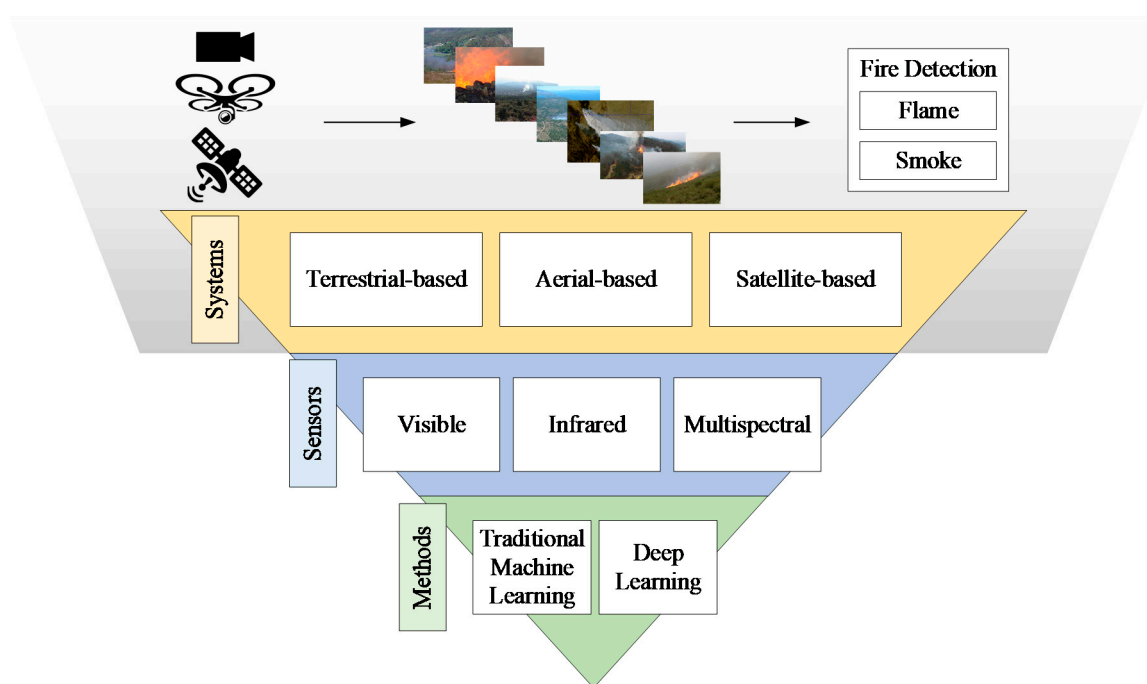 Fire Detection
Flame
Smoke
Systems
Terrestrial-based
Aerial-based
Satellite-based
Sensors
Visible
Infrared
Multispectral
Methods
Traditional
Machine
Learning
Deep
Learning